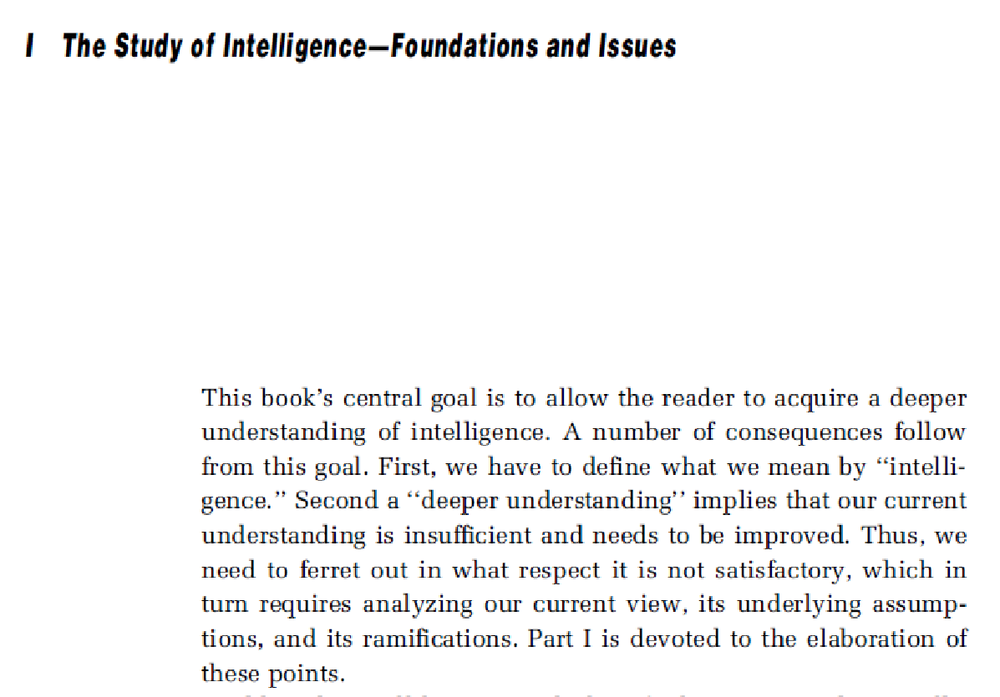 I The Study of Intelligence—Foundations and Issues
This book’s central goal is to allow the reader to acquire a deeper
understanding of intelligence. A number of consequences follow
from this goal. First, we have to define what we mean by ‘‘intelli-
gence.’’ Second a ‘‘deeper understanding’’ implies that our current
understanding is insufficient and needs to be improved. Thus, we
need to ferret out in what respect it is not satisfactory, which in
turn requires analyzing our current view, its underlying assump-
tions, and its ramifications. Part I is devoted to the elaboration of
these points.